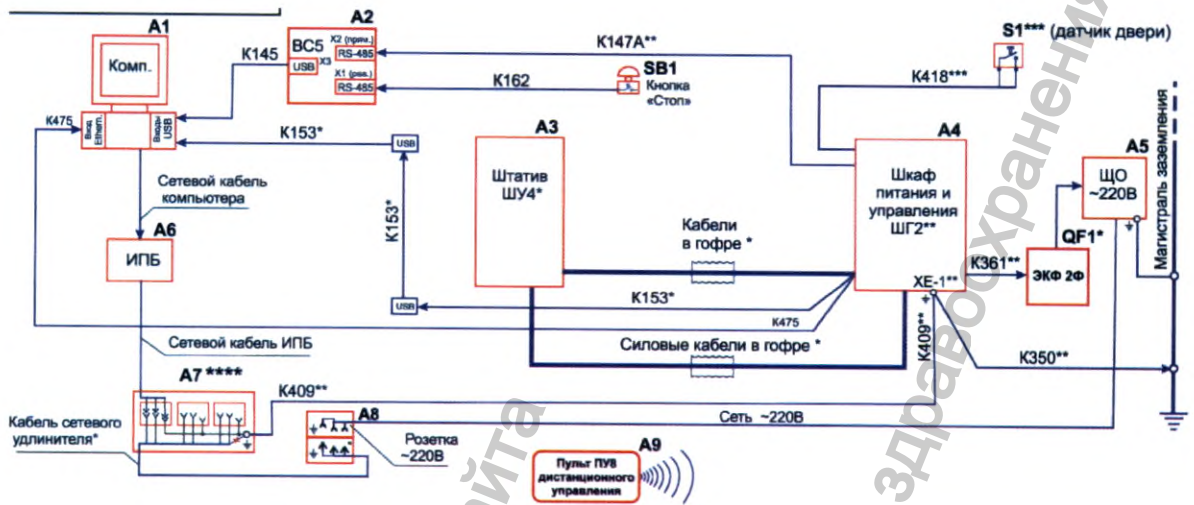 A1
Комп.
Вход Ethern.
Входы USB
K475
K145
A2
BC5
X2 (прм.)
RS-485
USB
X3
X1 (рез.)
RS-485
K147A**
K162
SB1
Кнопка
«Стоп»
S1*** (датчик двери)
K418***
K153*
USB
K153*
USB
Сетевой кабель
компьютера
A6
ИПБ
A3
Штатив
ШУ4*
A4
Шкаф
питания и
управления
ШГ2**
XE-1**
A5
ЩО
~220В
QF1*
ЭКФ 2Ф
K361**
Магистраль заземления
Кабели
в гофре *
K153*
K475
Силовые кабели в гофре *
K409**
K350**
Сетевой кабель ИПБ
A7 ****
K409**
Кабель сетевого
удлинителя*
A8
Розетка
~220В
Сеть ~220В
A9
Пульт ПУ8
дистанционного
управления
айта
здравоохранения